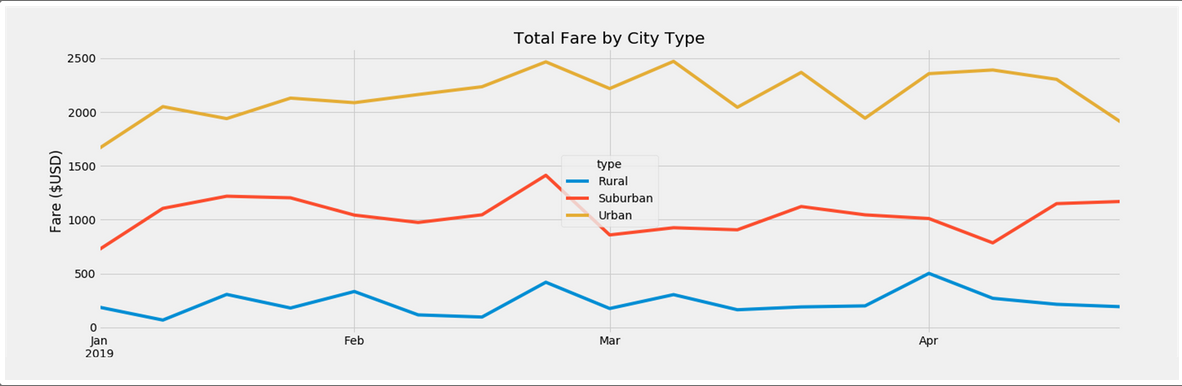 Total Fare by City Type
Fare ($USD)
2500
2000
1500
1000
500
0
type
Rural
Suburban
Urban
Jan
2019
Feb
Mar
Apr